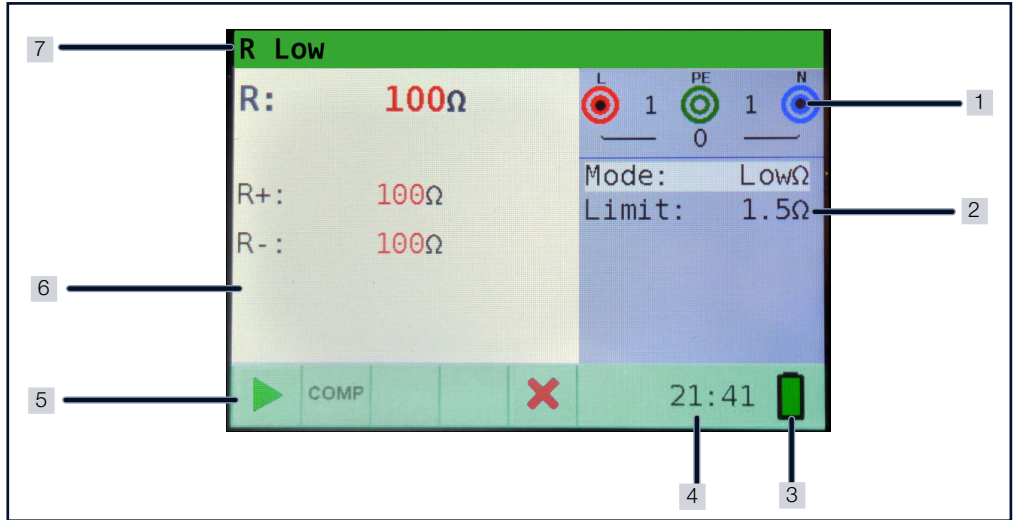 7
R Low
R: 100Ω
R+: 100Ω
R-: 100Ω
L PE N
1 1
0
1
Mode: LowΩ
Limit: 1.5Ω
2
6
5
COMP
21:41
4
3